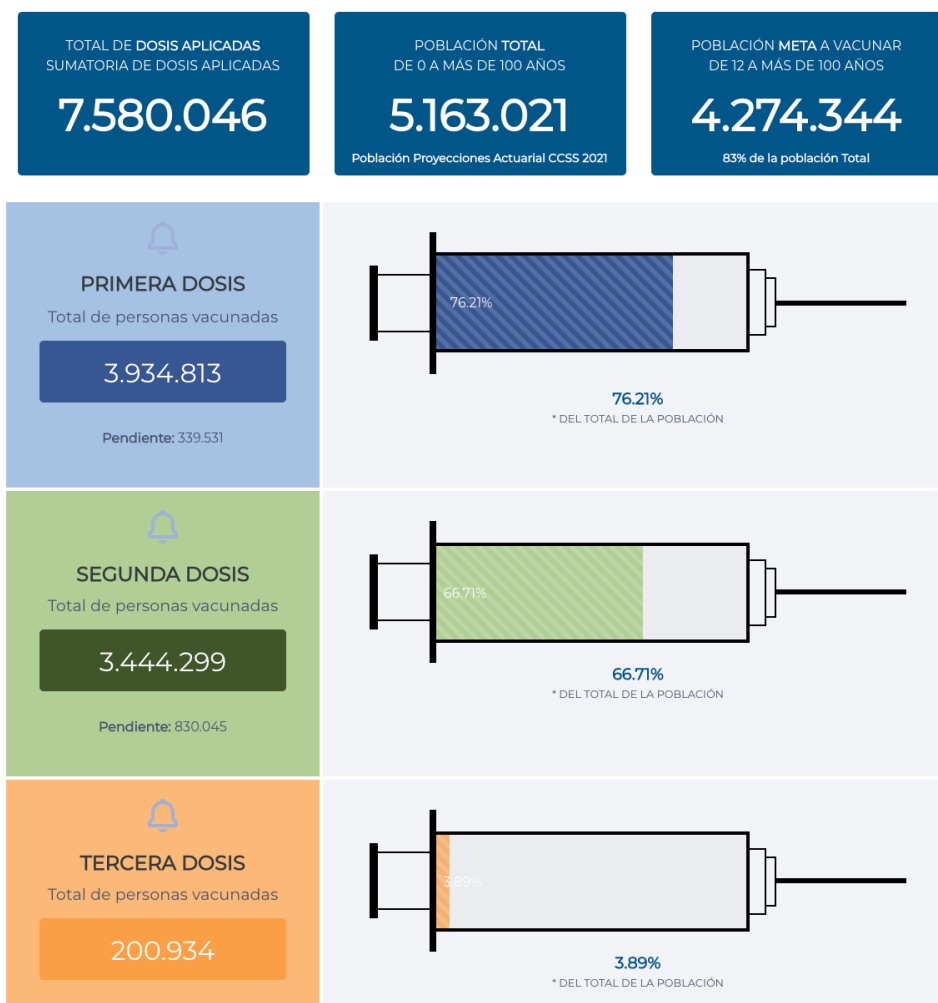 TOTAL DE DOSIS APLICADAS
SUMATORIA DE DOSIS APLICADAS
7.580.046
POBLACIÓN TOTAL
DE 0 A MÁS DE 100 AÑOS
5.163.021
Población Proyecciones Actuarial CCSS 2021
POBLACIÓN META A VACUNAR
DE 12 A MÁS DE 100 AÑOS
4.274.344
83% de la población Total
PRIMERA DOSIS
Total de personas vacunadas
3.934.813
Pendiente: 339.531
76.21%
76.21%
* DEL TOTAL DE LA POBLACIÓN
SEGUNDA DOSIS
Total de personas vacunadas
3.444.299
Pendiente: 830.045
66.71%
66.71%
* DEL TOTAL DE LA POBLACIÓN
TERCERA DOSIS
Total de personas vacunadas
200.934
3.89%
3.89%
* DEL TOTAL DE LA POBLACIÓN